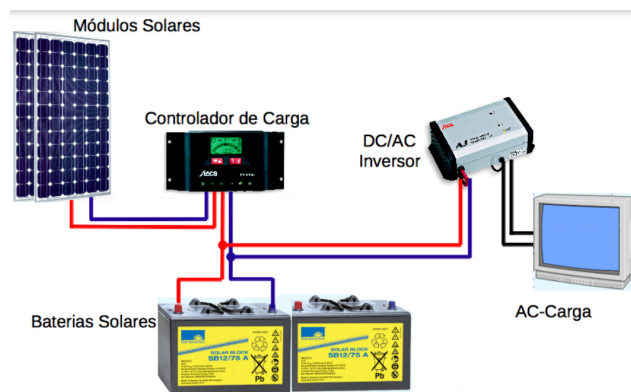 Módulos Solares
Controlador de Carga
Steca
DC/AC
Inversor
AJ
Baterias Solares
SOLAR BLOCK
SB12/75 A
Pb
SOLAR BLOCK
SB12/75 A
Pb
AC-Carga